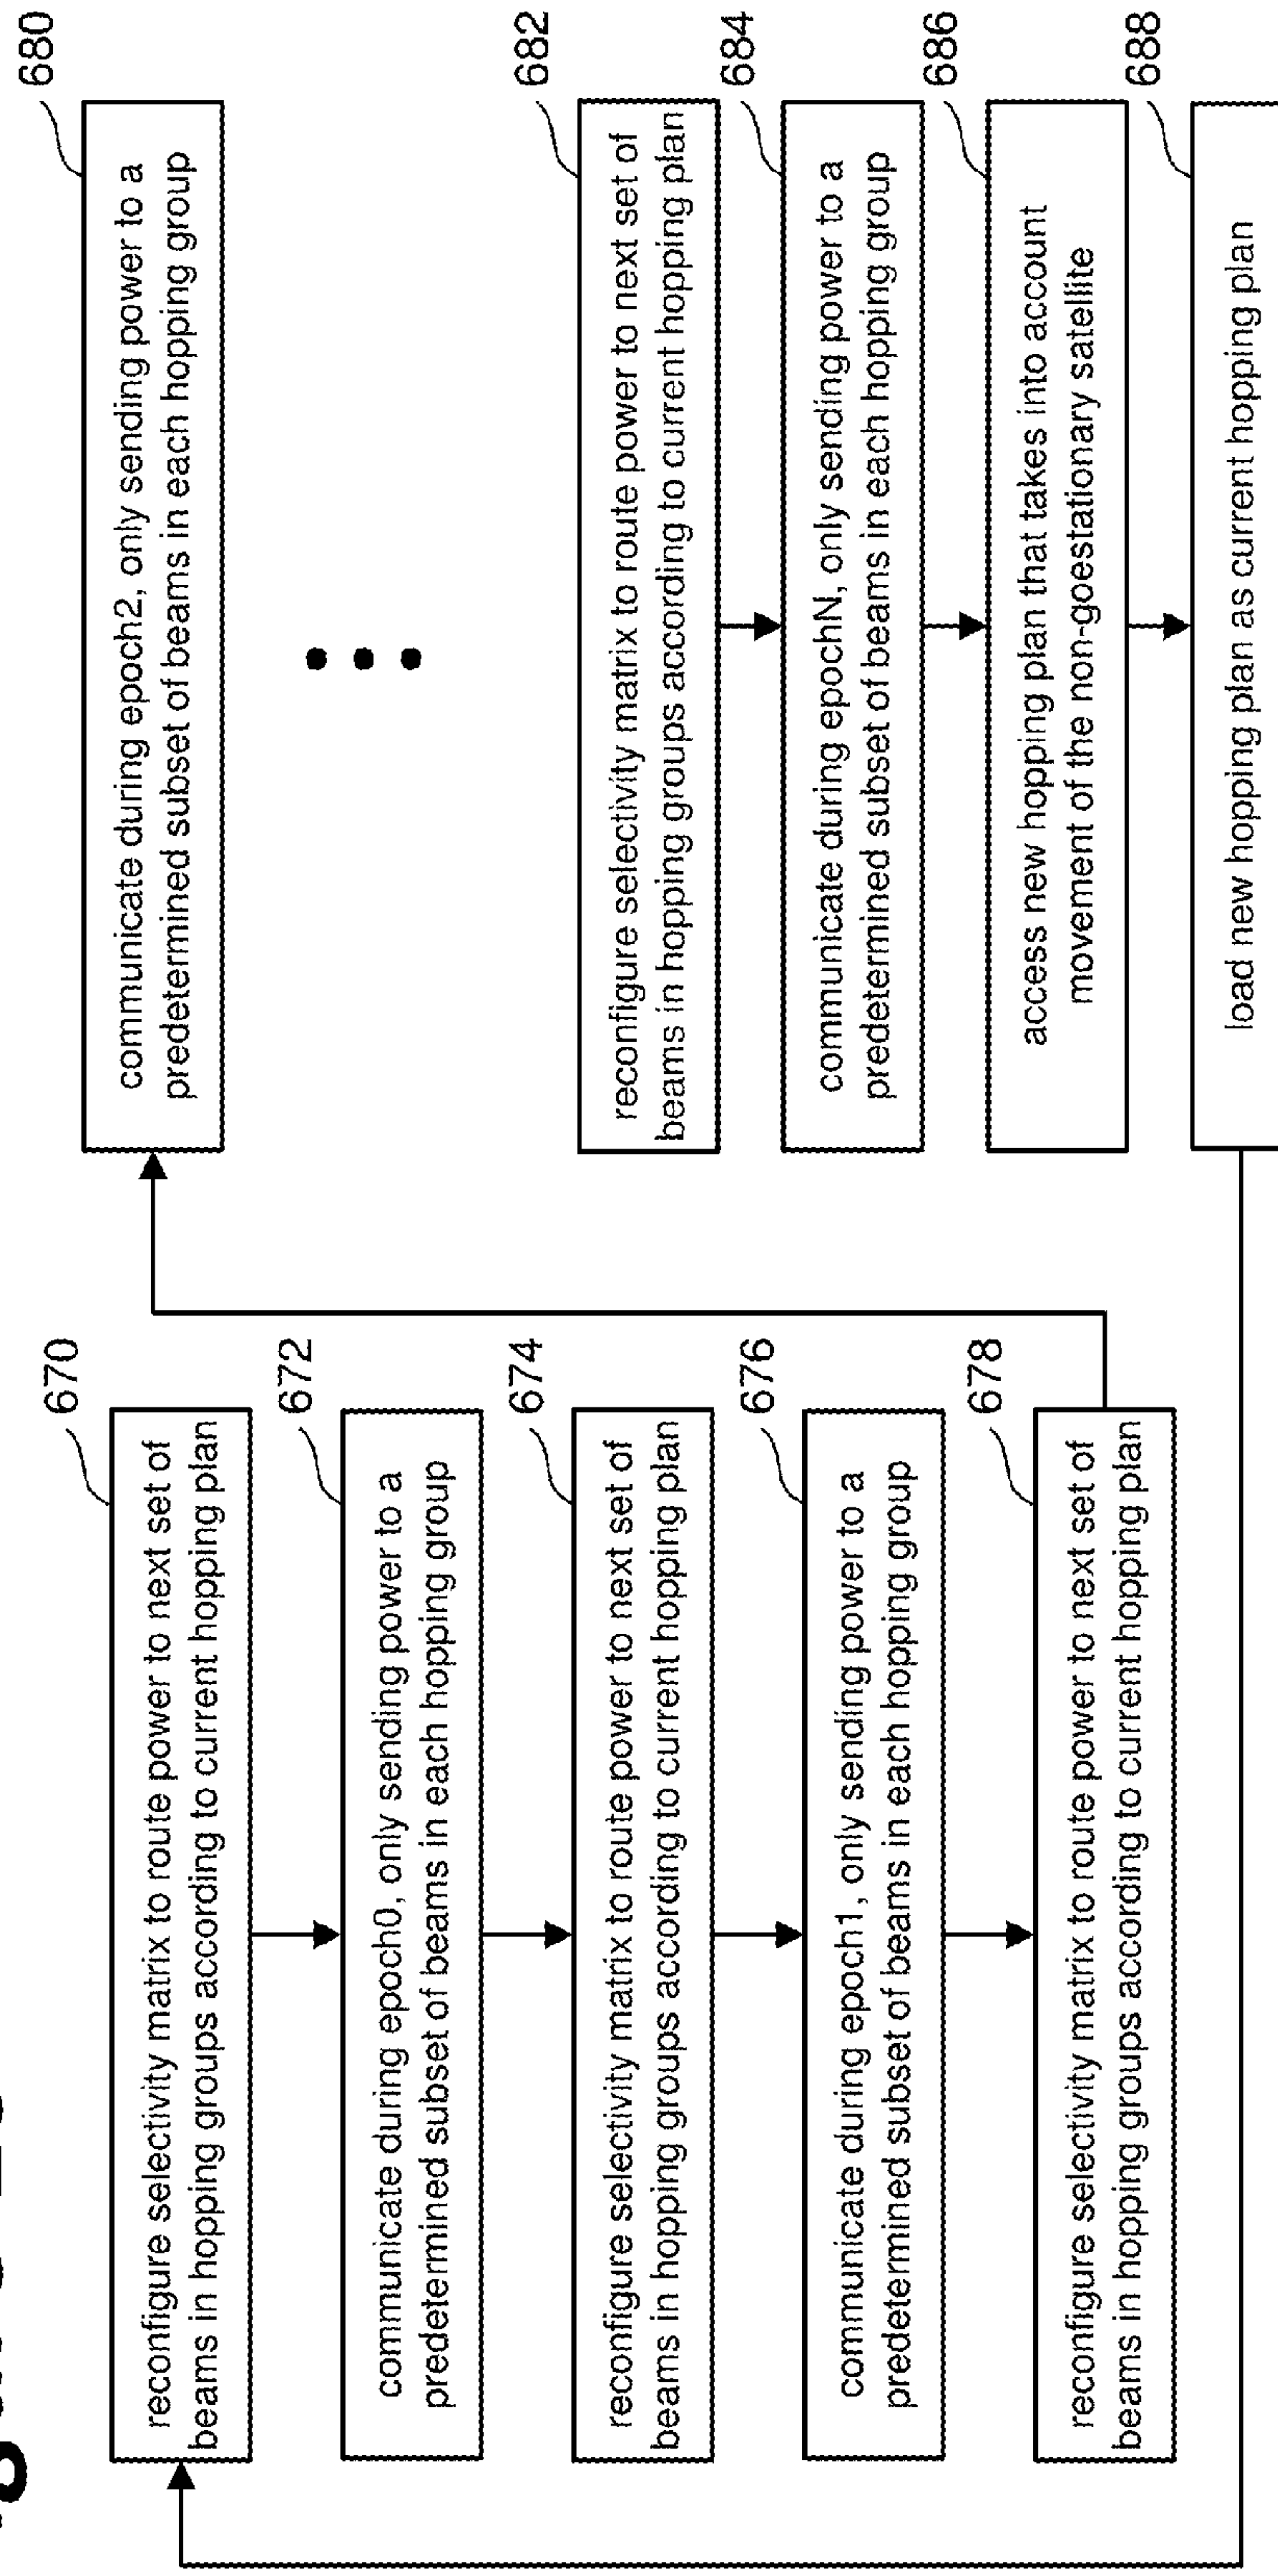 670
reconfigure selectivity matrix to route power to next set of
beams in hopping groups according to current hopping plan
672
communicate during epoch0, only sending power to a
predetermined subset of beams in each hopping group
674
reconfigure selectivity matrix to route power to next set of
beams in hopping groups according to current hopping plan
676
communicate during epoch1, only sending power to a
predetermined subset of beams in each hopping group
678
reconfigure selectivity matrix to route power to next set of
beams in hopping groups according to current hopping plan
680
communicate during epoch2, only sending power to a
predetermined subset of beams in each hopping group
682
reconfigure selectivity matrix to route power to next set of
beams in hopping groups according to current hopping plan
684
communicate during epochN, only sending power to a
predetermined subset of beams in each hopping group
686
access new hopping plan that takes into account
movement of the non-goestationary satellite
688
load new hopping plan as current hopping plan